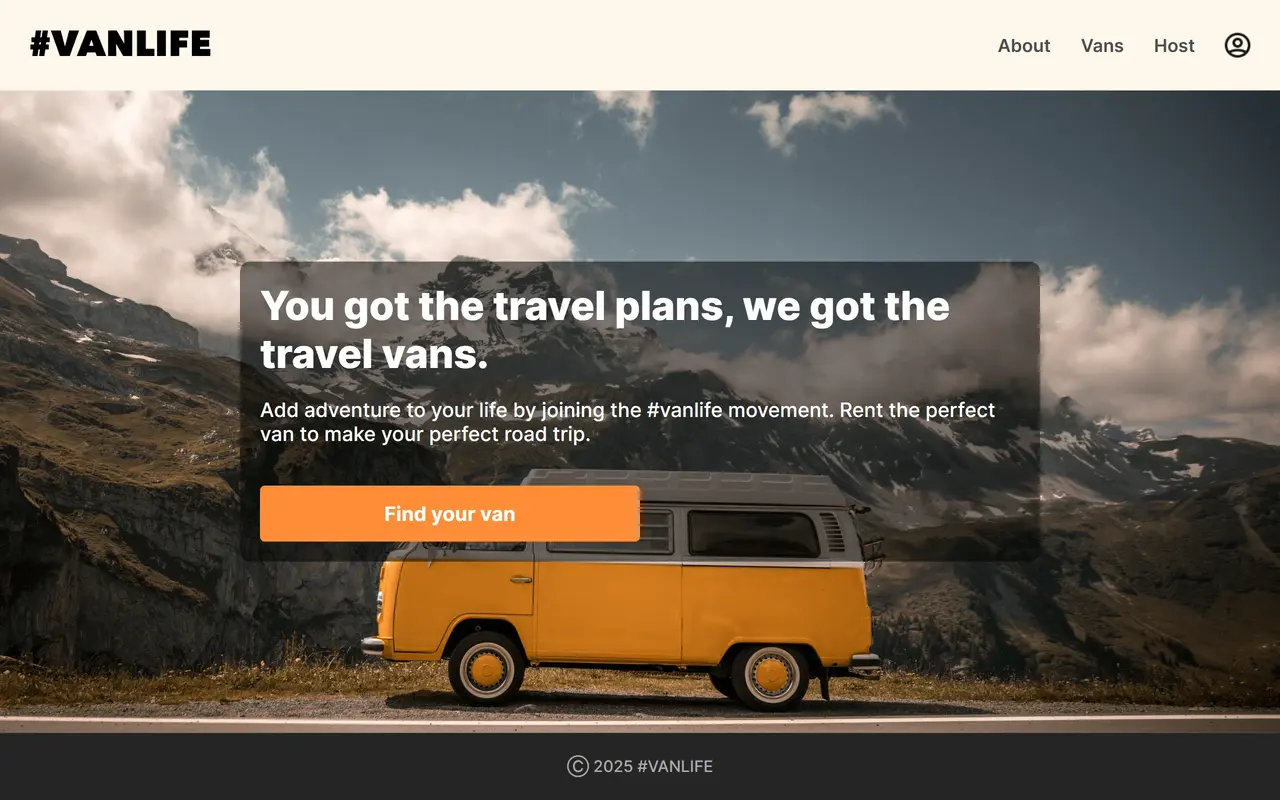 #VANLIFE
About Vans Host
You got the travel plans, we got the
travel vans.
Add adventure to your life by joining the #vanlife movement. Rent the perfect
van to make your perfect road trip.
Find your van
Ⓒ 2025 #VANLIFE